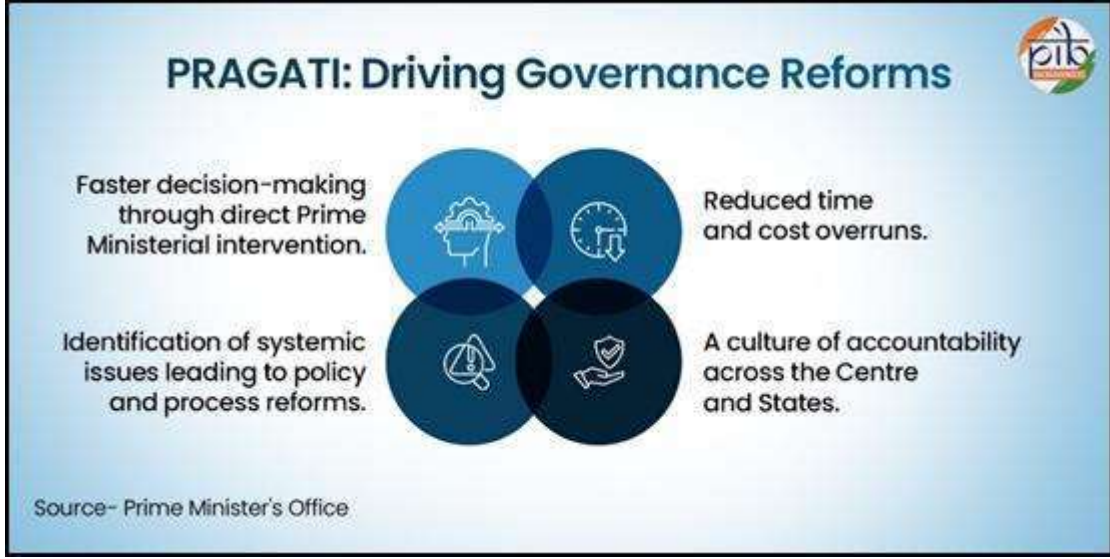 PRAGATI: Driving Governance Reforms
pib
Faster decision-making
through direct Prime
Ministerial intervention.
Reduced time
and cost overruns.
Identification of systemic
issues leading to policy
and process reforms.
A culture of accountability
across the Centre
and States.
Source- Prime Minister's Office